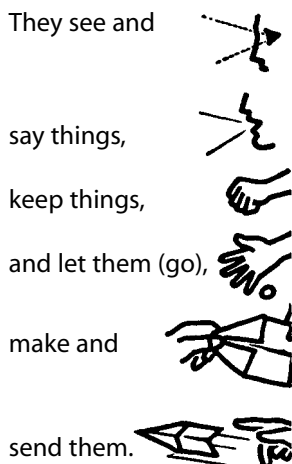 They see and
say things,
keep things,
and let them (go),
make and
send them.